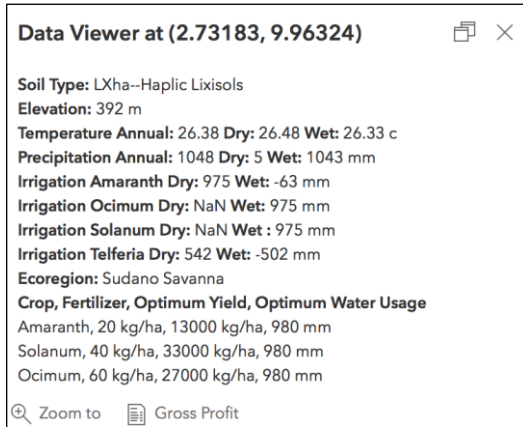 Data Viewer at (2.73183, 9.96324)
Soil Type: LXha--Haplic Lixisols
Elevation: 392 m
Temperature Annual: 26.38 Dry: 26.48 Wet: 26.33 c
Precipitation Annual: 1048 Dry: 5 Wet: 1043 mm
Irrigation Amaranth Dry: 975 Wet: -63 mm
Irrigation Ocimum Dry: NaN Wet: 975 mm
Irrigation Solanum Dry: NaN Wet : 975 mm
Irrigation Telferia Dry: 542 Wet: -502 mm
Ecoregion: Sudano Savanna
Crop, Fertilizer, Optimum Yield, Optimum Water Usage
Amaranth, 20 kg/ha, 13000 kg/ha, 980 mm
Solanum, 40 kg/ha, 33000 kg/ha, 980 mm
Ocimum, 60 kg/ha, 27000 kg/ha, 980 mm
Zoom to Gross Profit